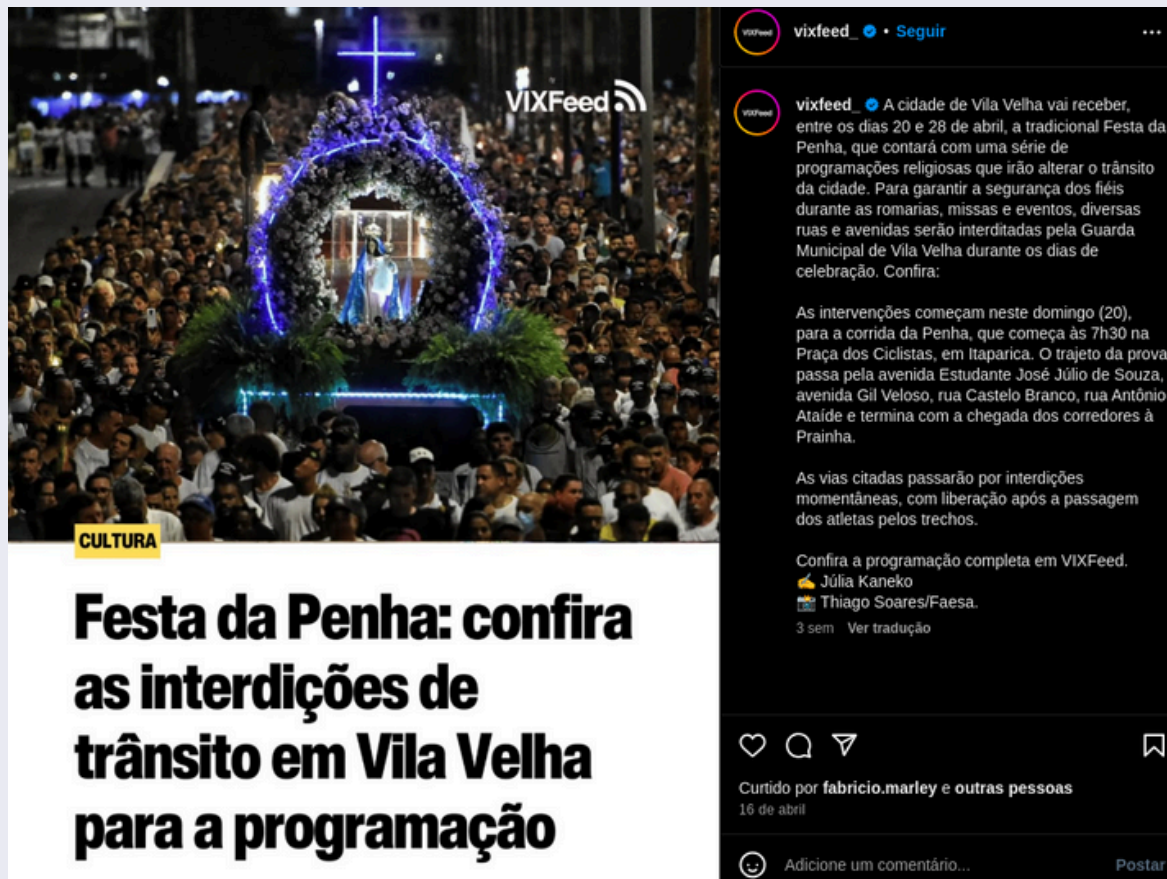 VIXFeed
CULTURA
Festa da Penha: confira
as interdições de
trânsito em Vila Velha
para a programação
VIXFeed
vixfeed_ • Seguir
VIXFeed
vixfeed_ A cidade de Vila Velha vai receber,
entre os dias 20 e 28 de abril, a tradicional Festa da
Penha, que contará com uma série de
programações religiosas que irão alterar o trânsito
da cidade. Para garantir a segurança dos fiéis
durante as romarias, missas e eventos, diversas
ruas e avenidas serão interditadas pela Guarda
Municipal de Vila Velha durante os dias de
celebração. Confira:
As intervenções começam neste domingo (20),
para a corrida da Penha, que começa às 7h30 na
Praça dos Ciclistas, em Itaparica. O trajeto da prova
passa pela avenida Estudante José Júlio de Souza,
avenida Gil Veloso, rua Castelo Branco, rua Antônio
Ataíde e termina com a chegada dos corredores à
Prainha.
As vias citadas passarão por interdições
momentâneas, com liberação após a passagem
dos atletas pelos trechos.
Confira a programação completa em VIXFeed.
✍️ Júlia Kaneko
📸 Thiago Soares/Faesa.
3 sem Ver tradução
Curtido por fabricio.marley e outras pessoas
16 de abril
Adicione um comentário... Postar